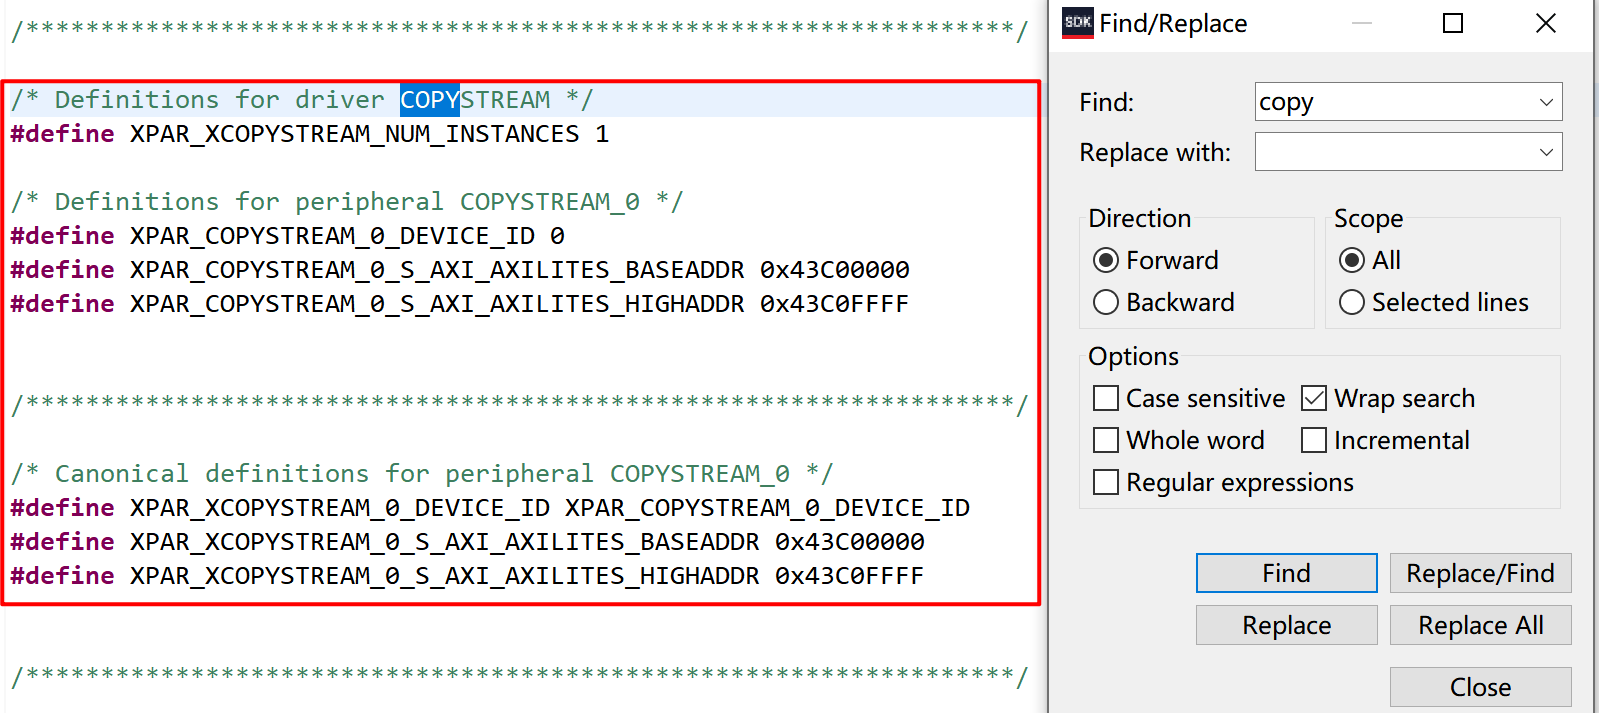 /******************************************************************/
/* Definitions for driver COPYSTREAM */
#define XPAR_XCOPYSTREAM_NUM_INSTANCES 1
/* Definitions for peripheral COPYSTREAM_0 */
#define XPAR_COPYSTREAM_0_DEVICE_ID 0
#define XPAR_COPYSTREAM_0_S_AXI_AXILITES_BASEADDR 0x43C00000
#define XPAR_COPYSTREAM_0_S_AXI_AXILITES_HIGHADDR 0x43C0FFFF
/******************************************************************/
/* Canonical definitions for peripheral COPYSTREAM_0 */
#define XPAR_XCOPYSTREAM_0_DEVICE_ID XPAR_COPYSTREAM_0_DEVICE_ID
#define XPAR_XCOPYSTREAM_0_S_AXI_AXILITES_BASEADDR 0x43C00000
#define XPAR_XCOPYSTREAM_0_S_AXI_AXILITES_HIGHADDR 0x43C0FFFF
/******************************************************************/
SDK Find/Replace
Find: copy
Replace with:
Direction
Forward
Backward
Scope
All
Selected lines
Options
Case sensitive Wrap search
Whole word Incremental
Regular expressions
Find Replace/Find
Replace Replace All
Close